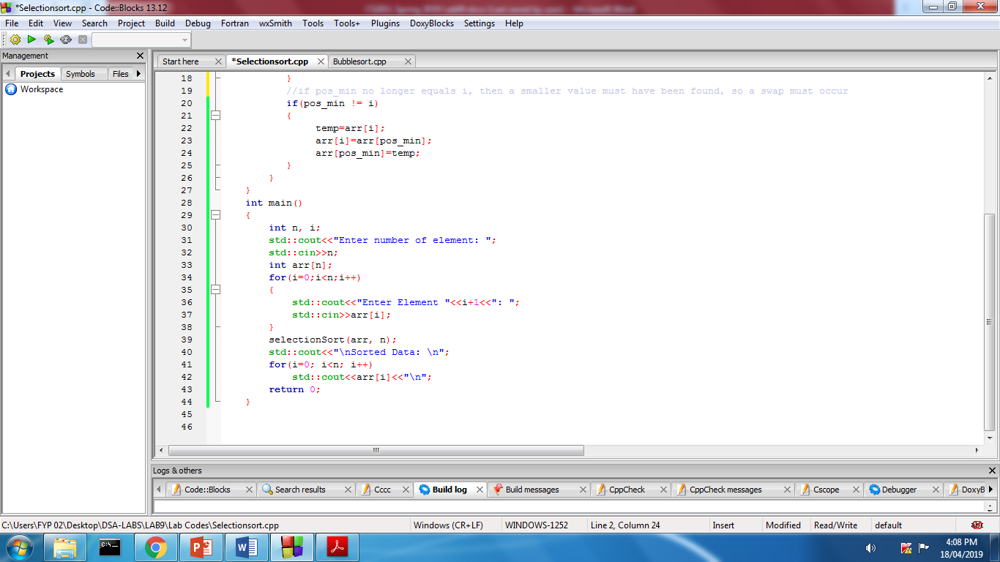 *Selectionsort.cpp - Code::Blocks 13.12
File Edit View Search Project Build Debug Fortran wxSmith Tools Tools+ Plugins DoxyBlocks Settings Help
Management
Projects Symbols Files
Workspace
Start here *Selectionsort.cpp Bubblesort.cpp
18 }
19 //if pos_min no longer equals i, then a smaller value must have been found, so a swap must occur
20 if(pos_min != i)
21 {
22 temp=arr[i];
23 arr[i]=arr[pos_min];
24 arr[pos_min]=temp;
25 }
26 }
27 }
28 int main()
29 {
30 int n, i;
31 std::cout<<"Enter number of element: ";
32 std::cin>>n;
33 int arr[n];
34 for(i=0;i<n;i++)
35 {
36 std::cout<<"Enter Element "<<i+1<<": ";
37 std::cin>>arr[i];
38 }
39 selectionSort(arr, n);
40 std::cout<<"\nSorted Data: \n";
41 for(i=0; i<n; i++)
42 std::cout<<arr[i]<<"\n";
43 return 0;
44 }
45
46
Logs & others
Code::Blocks Search results Cccc Build log Build messages CppCheck CppCheck messages Cscope Debugger DoxyB
C:\Users\FYP 02\Desktop\DSA-LABS\LAB9\Lab Codes\Selectionsort.cpp Windows (CR+LF) WINDOWS-1252 Line 2, Column 24 Insert Modified Read/Write default
4:08 PM
18/04/2019